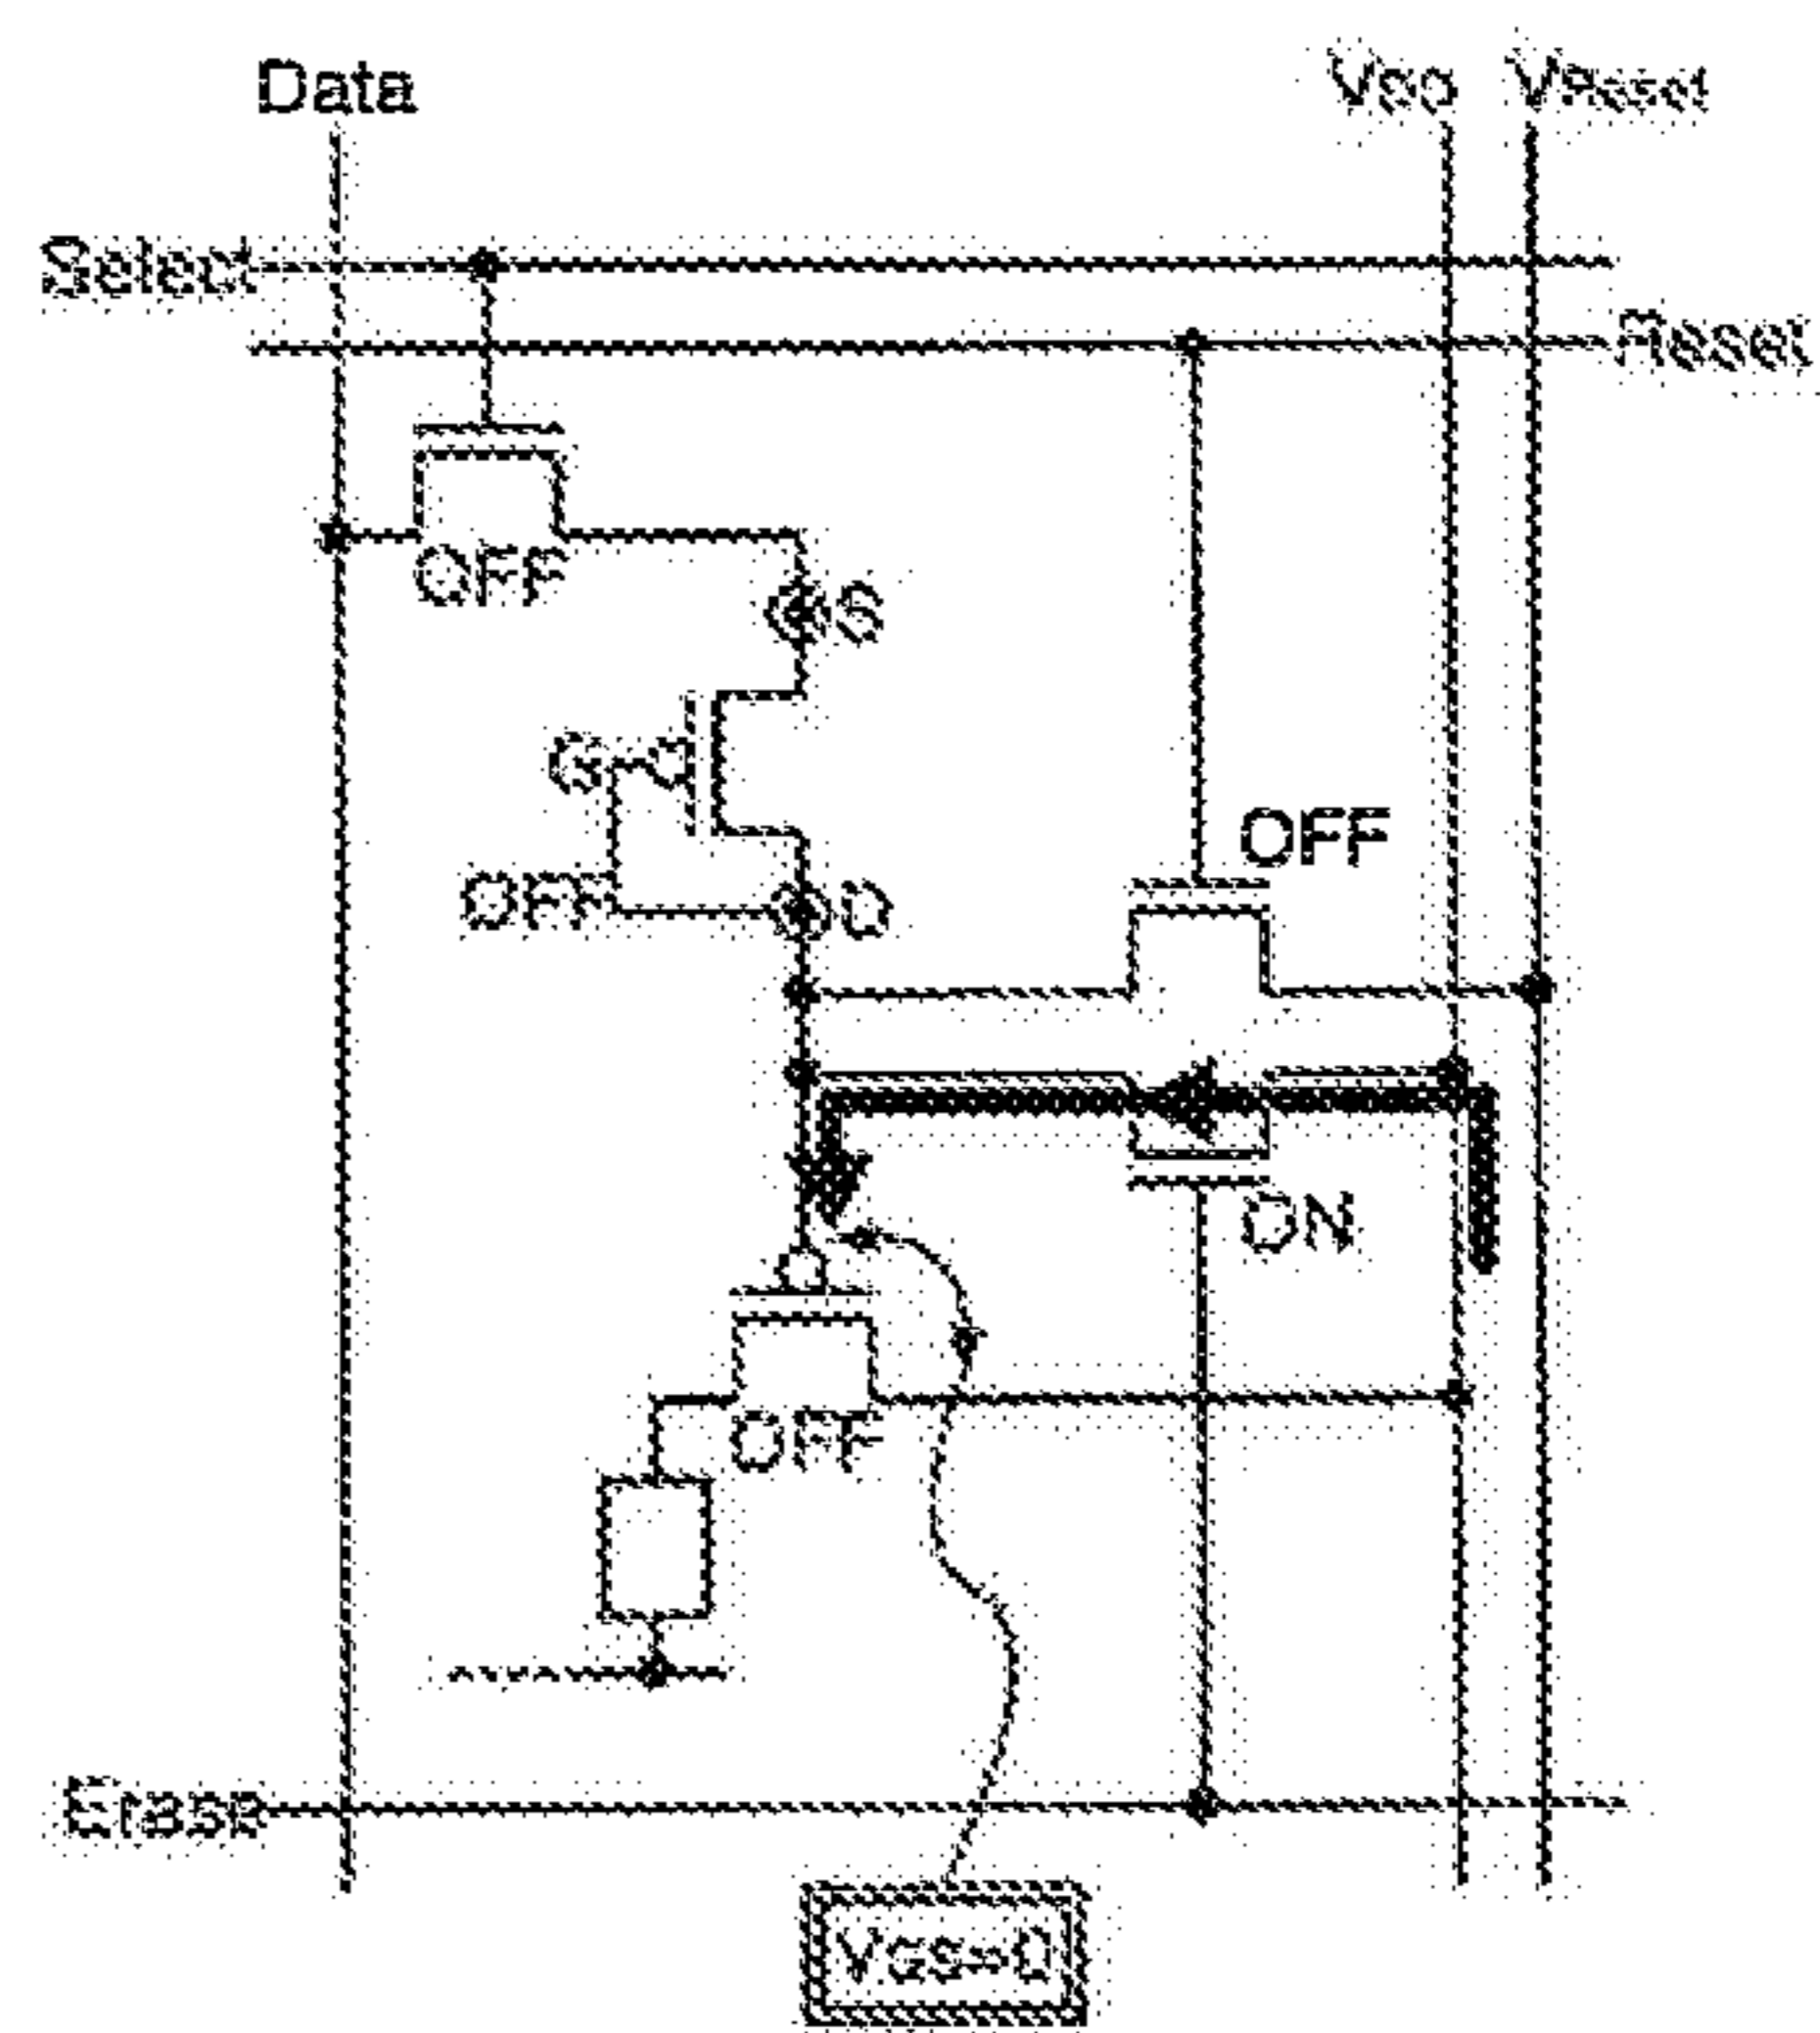 Data
VDD
VReset
Select
Reset
OFF
S
G
OFF
OFF
D
ON
OFF
Erase
VGS=0